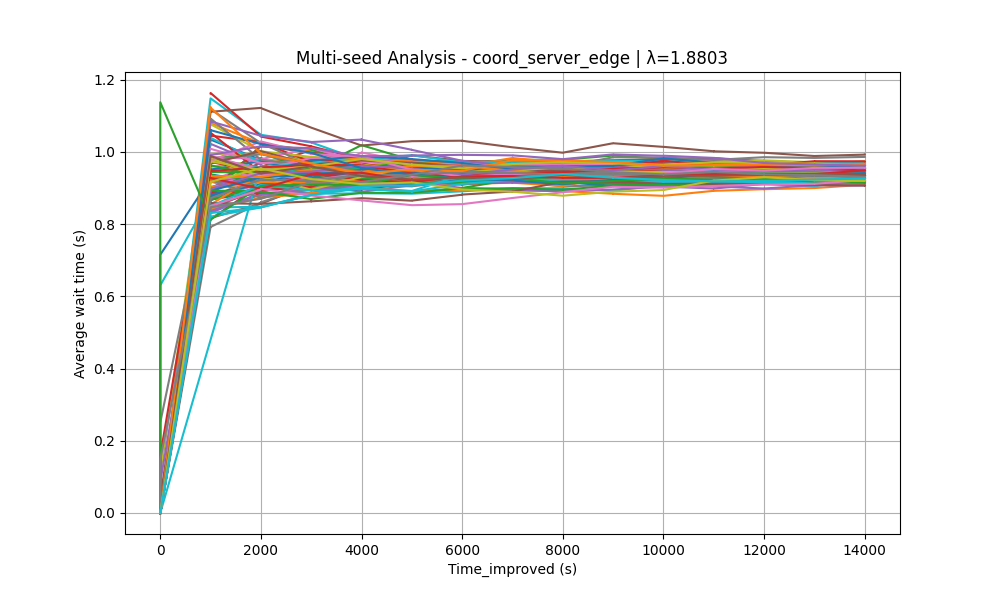 Multi-seed Analysis - coord_server_edge | λ=1.8803
Average wait time (s)
1.2
1.0
0.8
0.6
0.4
0.2
0.0
0 2000 4000 6000 8000 10000 12000 14000
Time_improved (s)